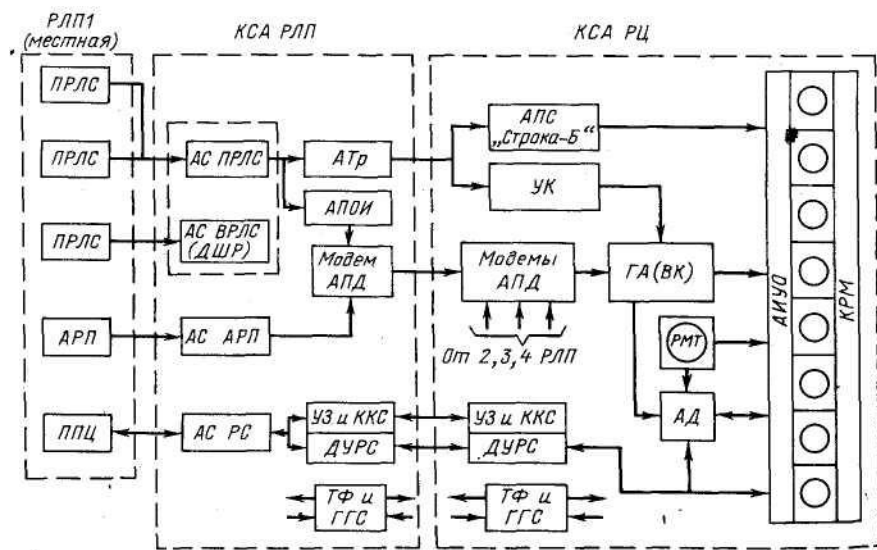 РЛП1
(местная)
КСА РЛП
КСА РЦ
ПРЛС
ПРЛС
ПРЛС
АРП
ППЦ
АС ПРЛС
АС ВРЛС
(ДШР)
АС АРП
АС РС
АТр
АПОИ
Модем
АПД
УЗ и ККС
ДУРС
ТФ и
ГГС
АПС
„Строка-Б“
УК
Модемы
АПД
От 2,3,4 РЛП
УЗ и ККС
ДУРС
ТФ и
ГГС
ГА(ВК)
РМТ
АД
ДИУО
КРМ